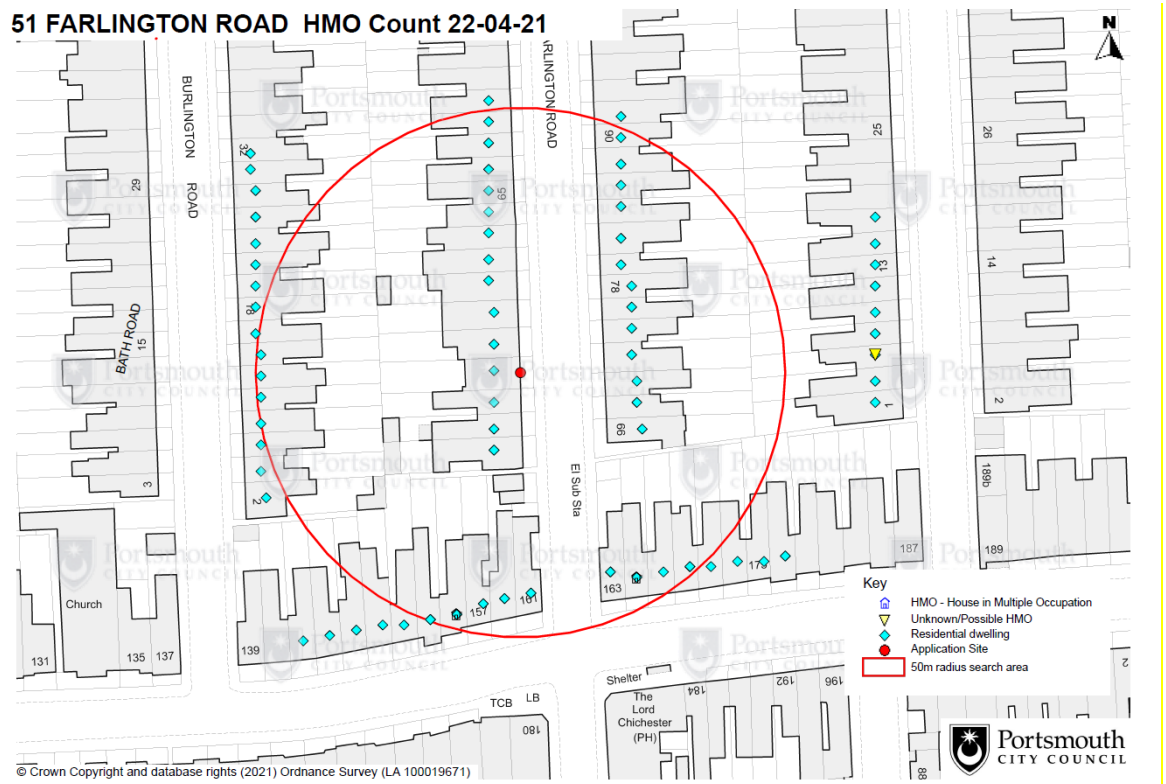 51 FARLINGTON ROAD HMO Count 22-04-21
N
BURLINGTON
ROAD
ARLINGTON ROAD
BATH ROAD
32
29
18
15
3
2
65
90
78
66
25
13
1
26
14
2
El Sub Sta
Church
131
135
137
139
157
161
163
187
189b
189
Shelter
The
Lord
Chichester
(PH)
184
192
196
TCB
LB
180
88
Key
HMO - House in Multiple Occupation
Unknown/Possible HMO
Residential dwelling
Application Site
50m radius search area
Portsmouth
CITY COUNCIL
© Crown Copyright and database rights (2021) Ordnance Survey (LA 100019671)